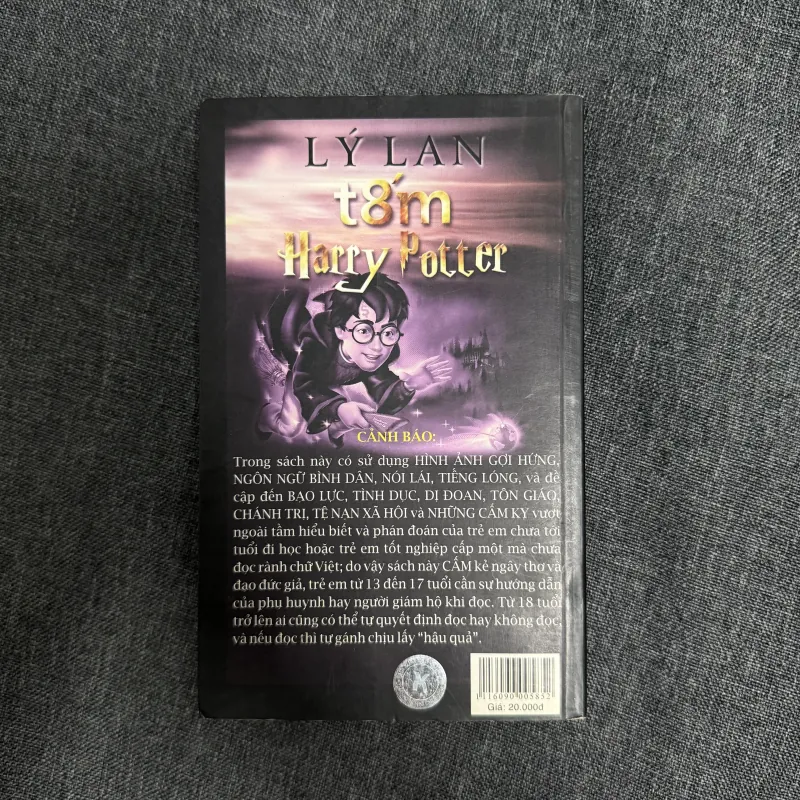 LÝ LAN
t8'm
Harry Potter
CẢNH BÁO:
Trong sách này có sử dụng HÌNH ẢNH GỢI HỨNG,
NGÔN NGỮ BÌNH DÂN, NÓI LÁI, TIẾNG LÓNG, và đề
cập đến BẠO LỰC, TÌNH DỤC, DỊ ĐOAN, TÔN GIÁO,
CHÁNH TRỊ, TỆ NẠN XÃ HỘI và NHỮNG CẤM KỴ vượt
ngoài tầm hiểu biết và phán đoán của trẻ em chưa tới
tuổi đi học hoặc trẻ em tốt nghiệp cấp một mà chưa
đọc rành chữ Việt; do vậy sách này CẤM kẻ ngây thơ và
đạo đức giả, trẻ em từ 13 đến 17 tuổi cần sự hướng dẫn
của phụ huynh hay người giám hộ khi đọc. Từ 18 tuổi
trở lên ai cũng có thể tự quyết định đọc hay không đọc,
và nếu đọc thì tự gánh chịu lấy “hậu quả”.
1116090 005852
Giá: 20.000đ